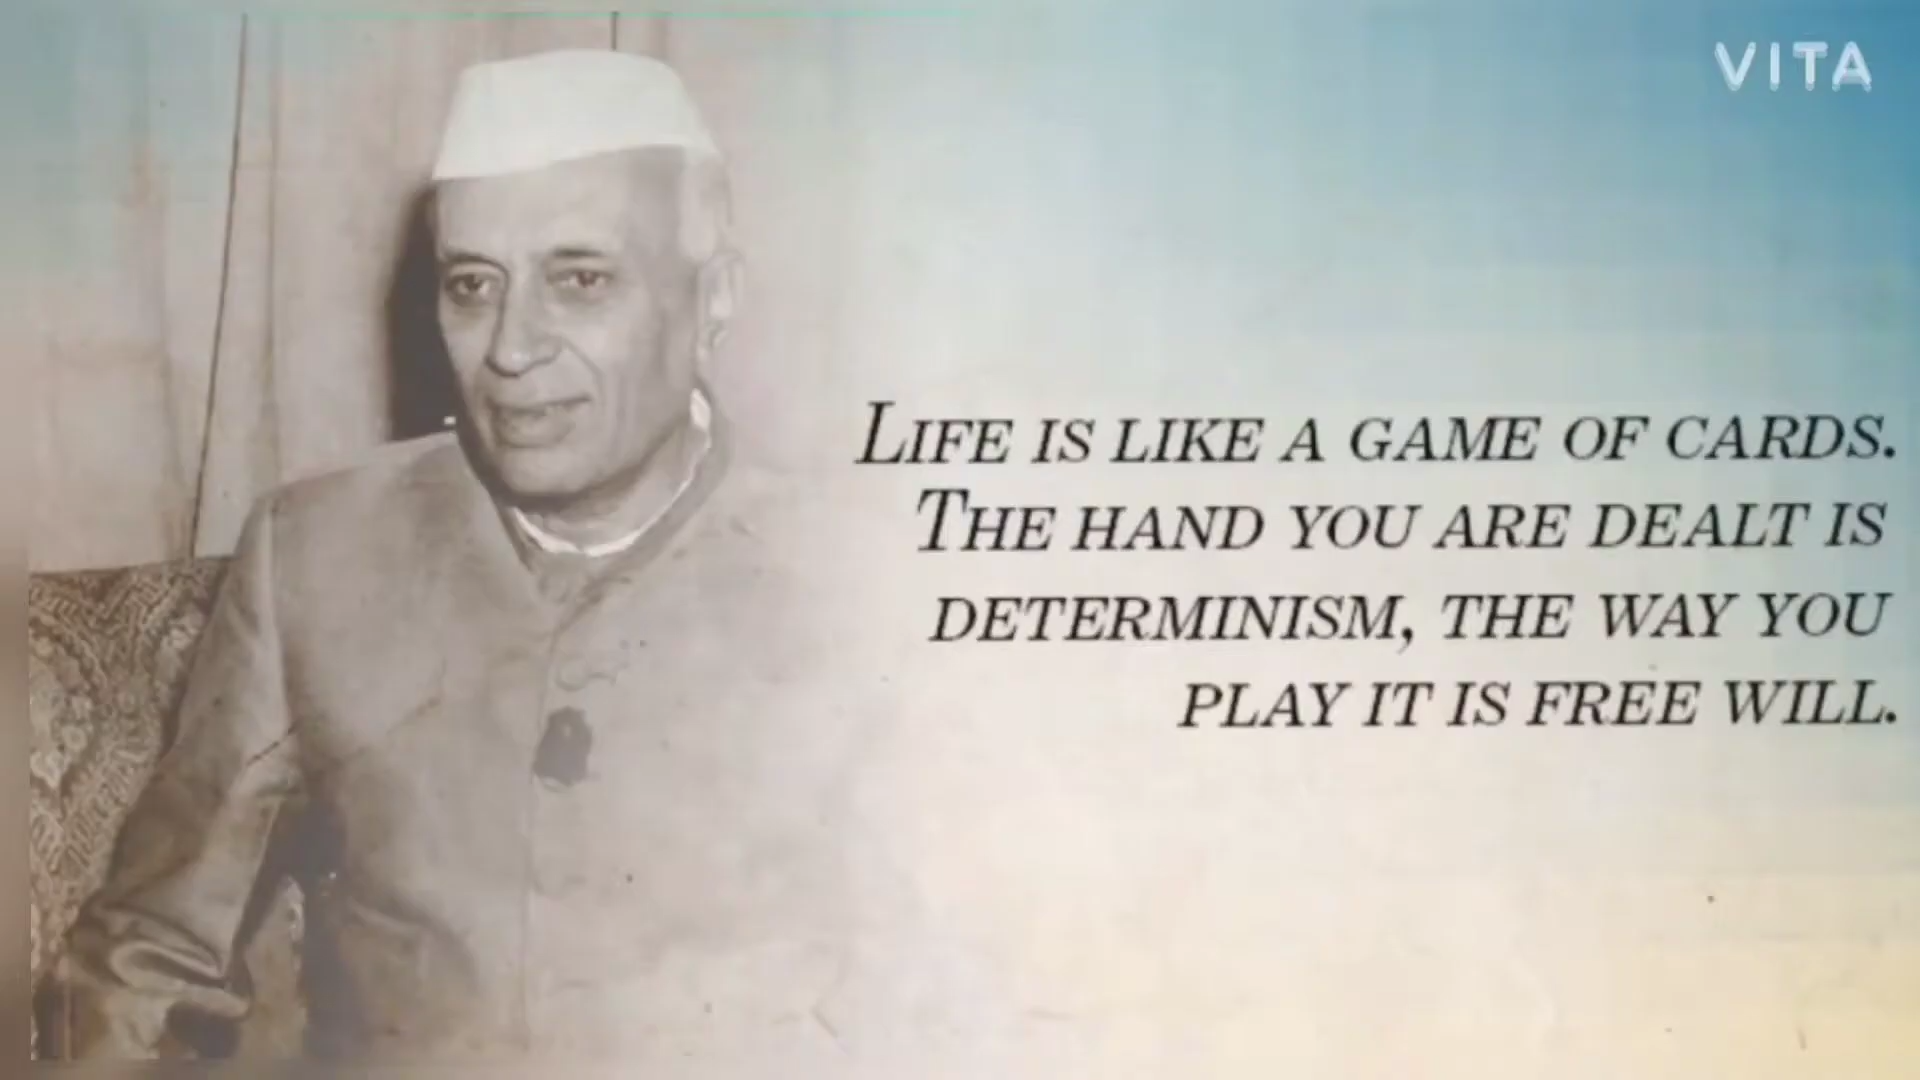 VITA
LIFE IS LIKE A GAME OF CARDS.
THE HAND YOU ARE DEALT IS
DETERMINISM, THE WAY YOU
PLAY IT IS FREE WILL.